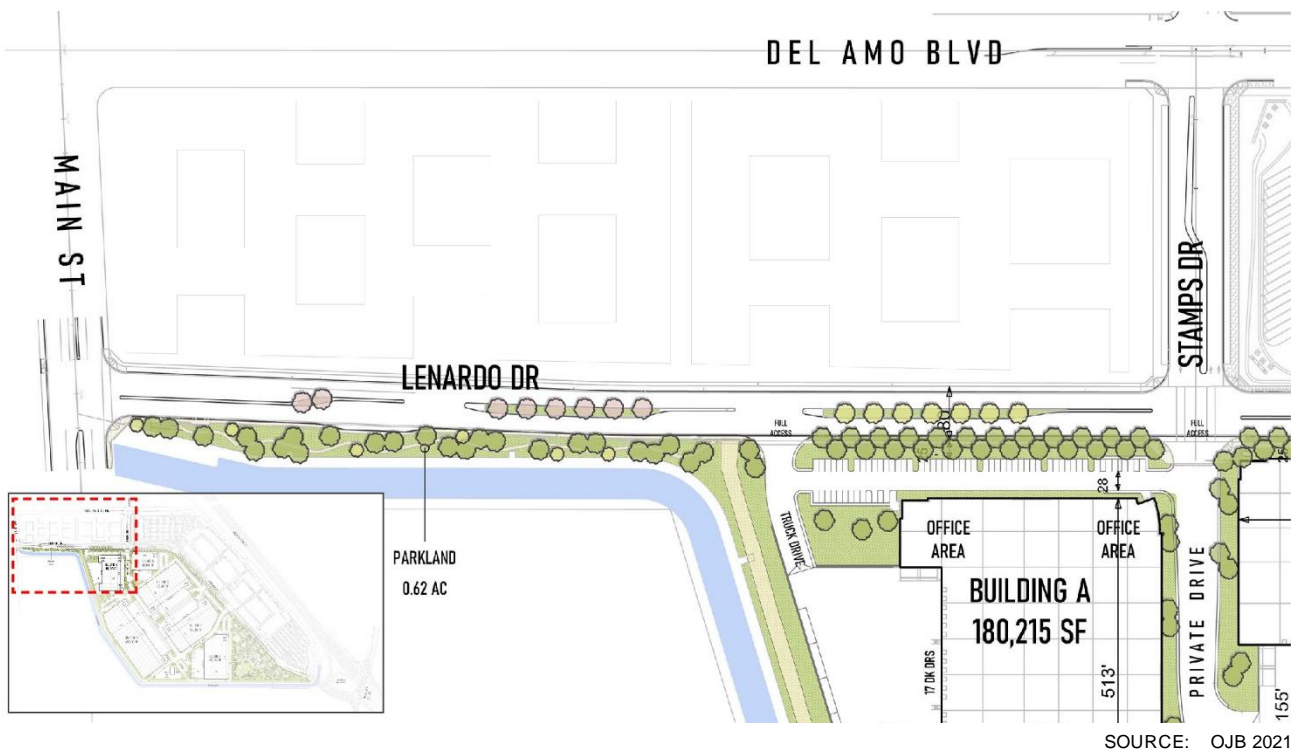 DEL AMO BLVD
MAIN ST
STAMPS DR
LENARDO DR
FULL
ACCESS
FULL
ACCESS
28
TRUCK DRIVE
PARKLAND
0.62 AC
OFFICE
AREA
OFFICE
AREA
BUILDING A
180,215 SF
17 DK DRS
513'
PRIVATE DRIVE
155'
SOURCE: OJB 2021